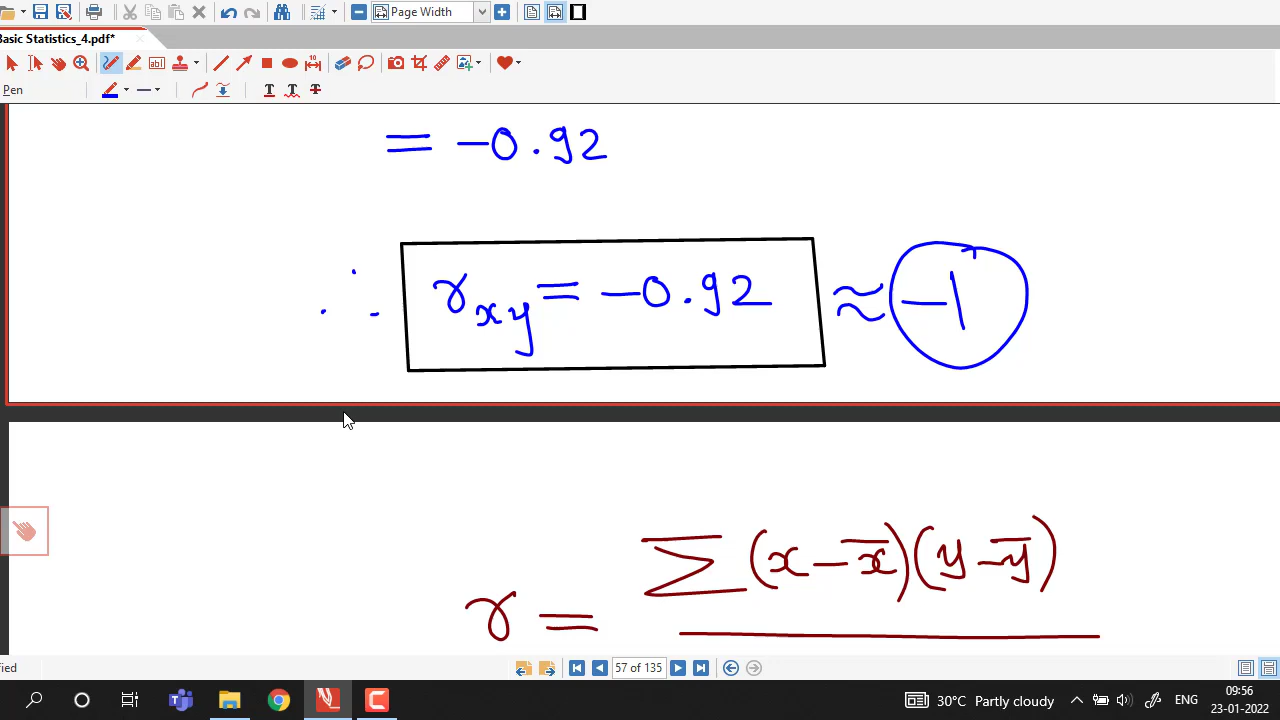 Page Width
Basic Statistics_4.pdf*
Pen
= -0.92
∴ r_xy = -0.92 ≈ -1
Σ(x - x̄)(y - ȳ)
r =
fied
57 of 135
30°C Partly cloudy
ENG
09:56
23-01-2022